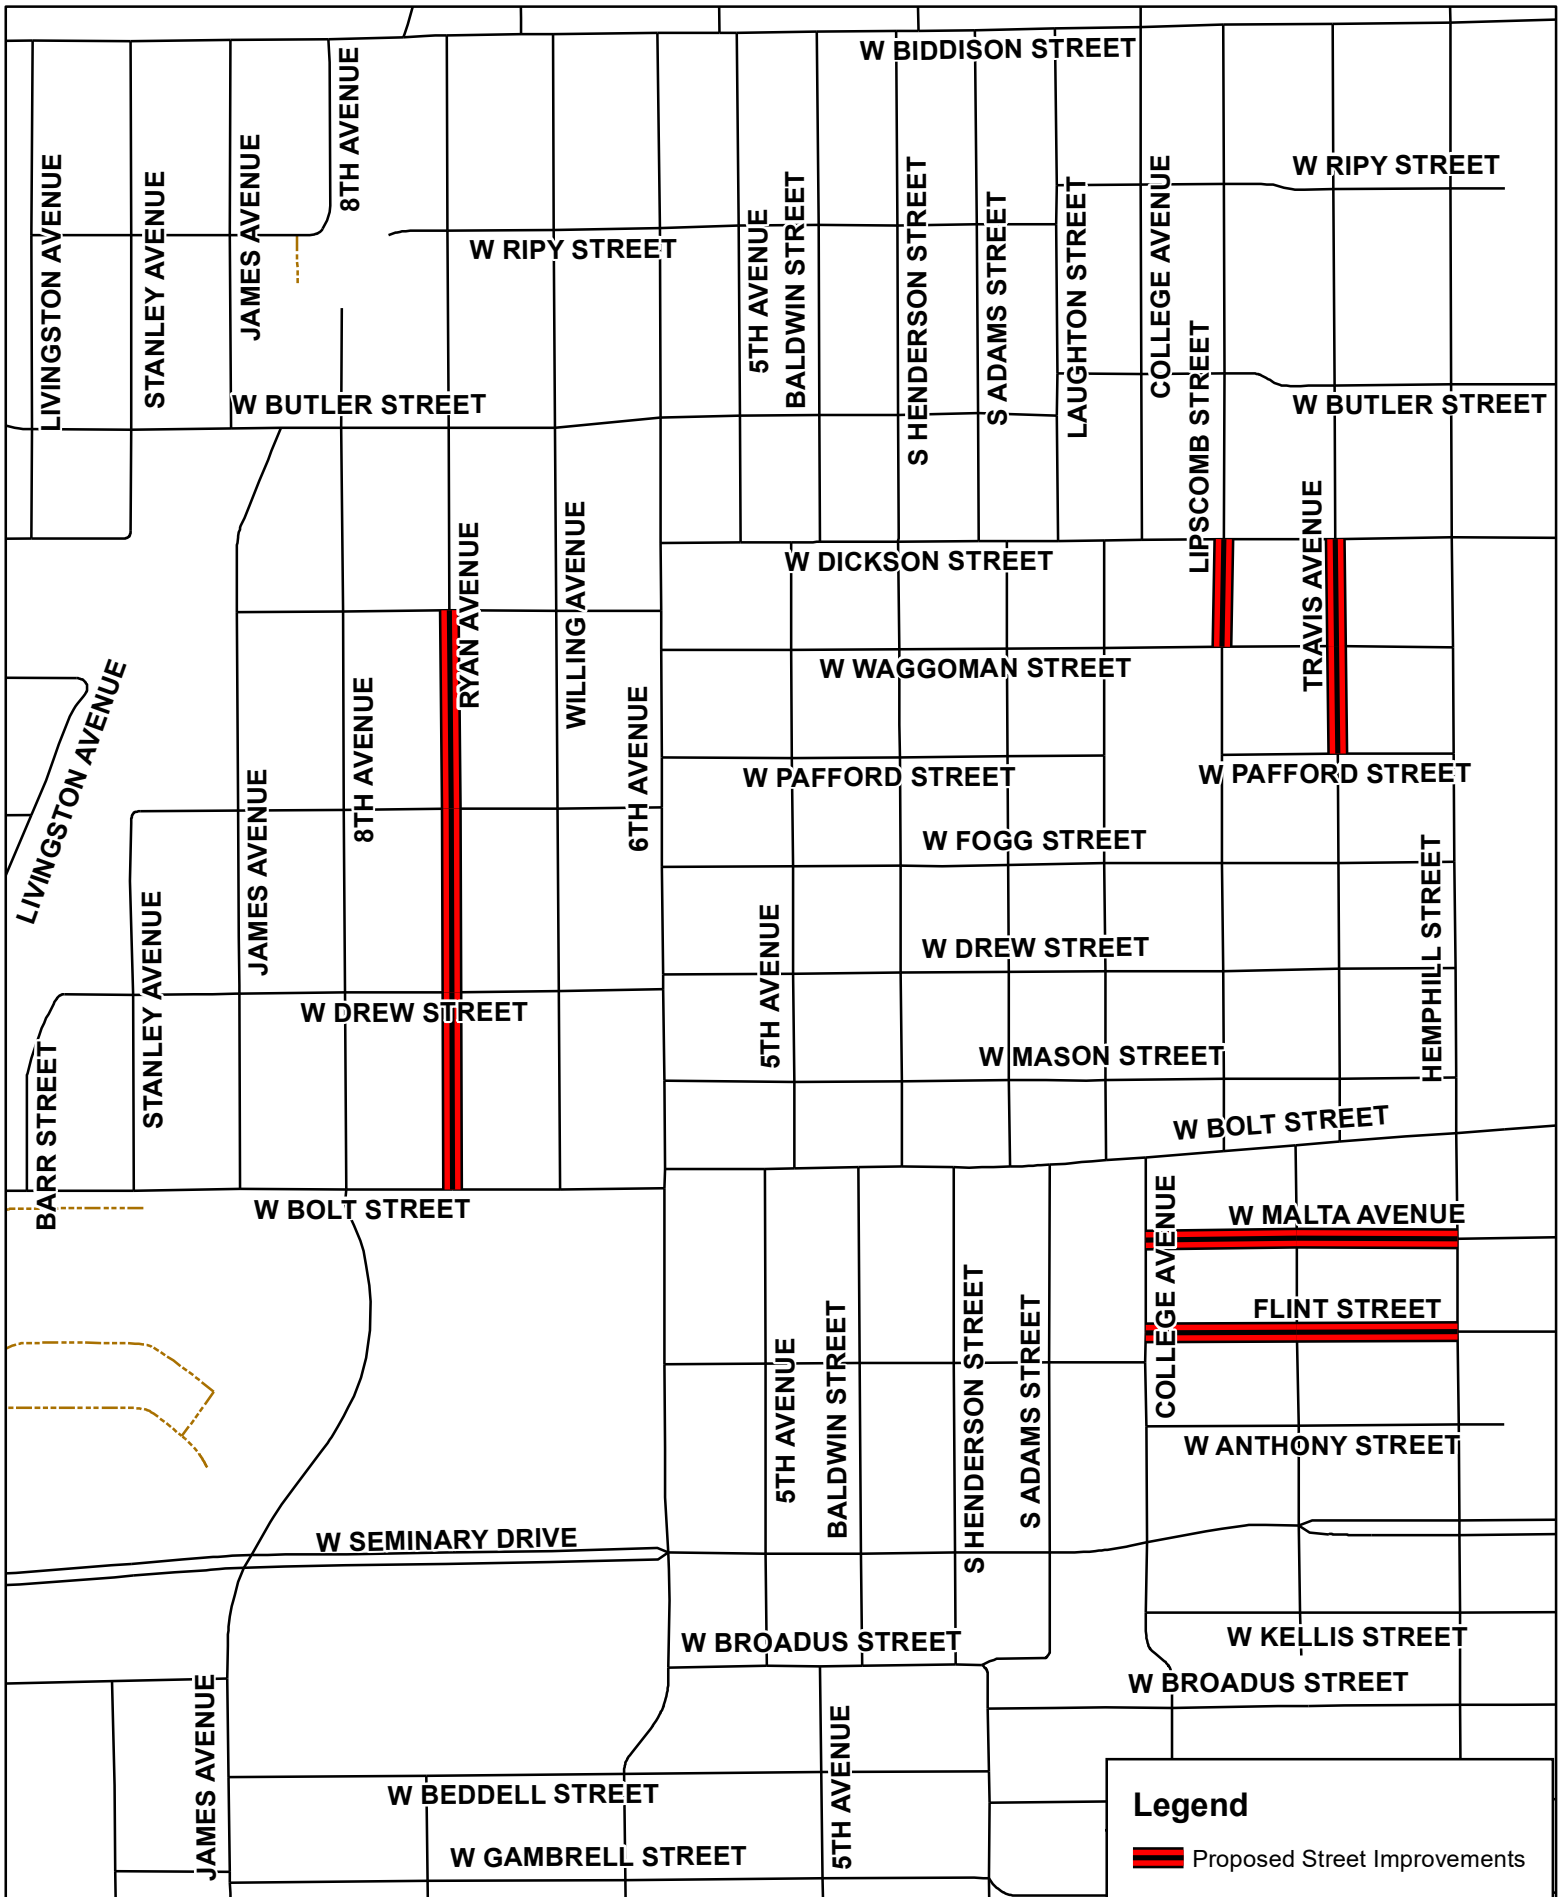 W BIDDISON STREET
8TH AVENUE
W RIPY STREET
LIVINGSTON AVENUE
STANLEY AVENUE
JAMES AVENUE
W RIPY STREET
5TH AVENUE
BALDWIN STREET
S HENDERSON STREET
S ADAMS STREET
LAUGHTON STREET
COLLEGE AVENUE
LIPSCOMB STREET
W BUTLER STREET
W BUTLER STREET
TRAVIS AVENUE
RYAN AVENUE
WILLING AVENUE
W DICKSON STREET
W WAGGOMAN STREET
LIVINGSTON AVENUE
8TH AVENUE
6TH AVENUE
W PAFFORD STREET
W PAFFORD STREET
JAMES AVENUE
W FOGG STREET
HEMPHILL STREET
STANLEY AVENUE
5TH AVENUE
W DREW STREET
W DREW STREET
BARR STREET
W MASON STREET
W BOLT STREET
W BOLT STREET
COLLEGE AVENUE
W MALTA AVENUE
FLINT STREET
5TH AVENUE
BALDWIN STREET
S HENDERSON STREET
S ADAMS STREET
W ANTHONY STREET
W SEMINARY DRIVE
W BROADUS STREET
W KELLIS STREET
W BROADUS STREET
JAMES AVENUE
5TH AVENUE
W BEDDELL STREET
W GAMBRELL STREET
Legend
Proposed Street Improvements